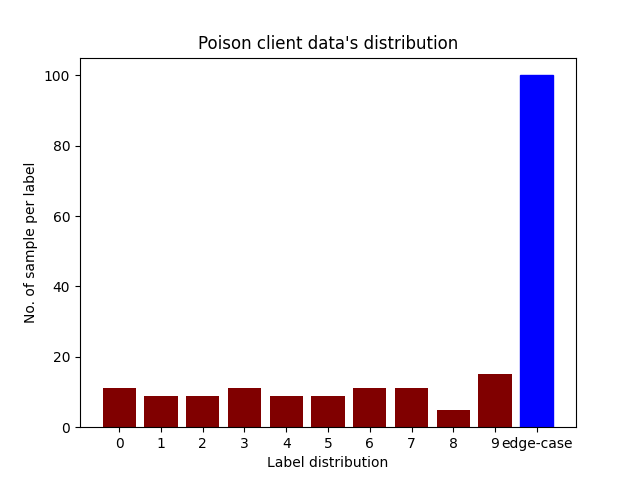 Poison client data's distribution
No. of sample per label
100
80
60
40
20
0
0 1 2 3 4 5 6 7 8 9 edge-case
Label distribution